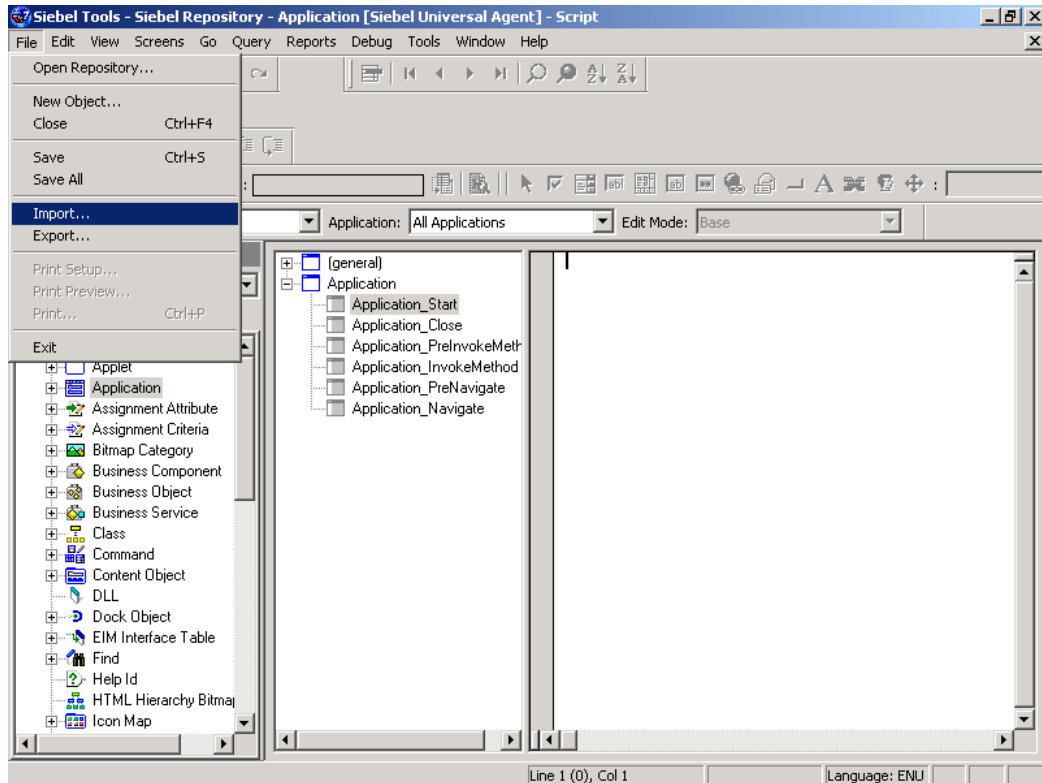 Siebel Tools - Siebel Repository - Application [Siebel Universal Agent] - Script
File Edit View Screens Go Query Reports Debug Tools Window Help
Open Repository...
New Object...
Close Ctrl+F4
Save Ctrl+S
Save All
Import...
Export...
Print Setup...
Print Preview...
Print... Ctrl+P
Exit
Application: All Applications Edit Mode: Base
(general)
Application
Application_Start
Application_Close
Application_PreInvokeMeth
Application_InvokeMethod
Application_PreNavigate
Application_Navigate
Applet
Application
Assignment Attribute
Assignment Criteria
Bitmap Category
Business Component
Business Object
Business Service
Class
Command
Content Object
DLL
Dock Object
EIM Interface Table
Find
Help Id
HTML Hierarchy Bitmap
Icon Map
Line 1 (0), Col 1 Language: ENU